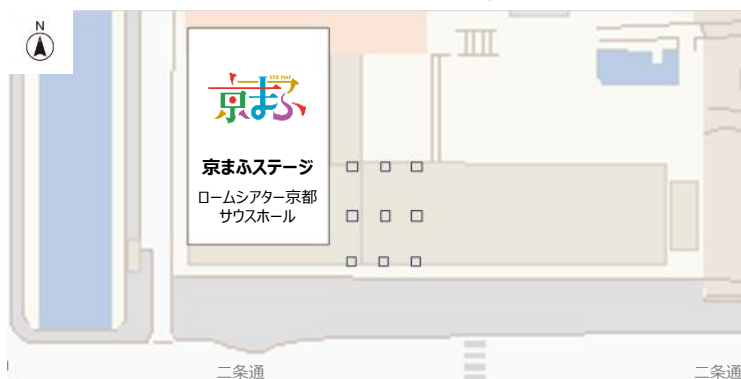 N
KYO MAF
京まふ
京まふステージ
ロームシアター京都
サウスホール
二条通
二条通